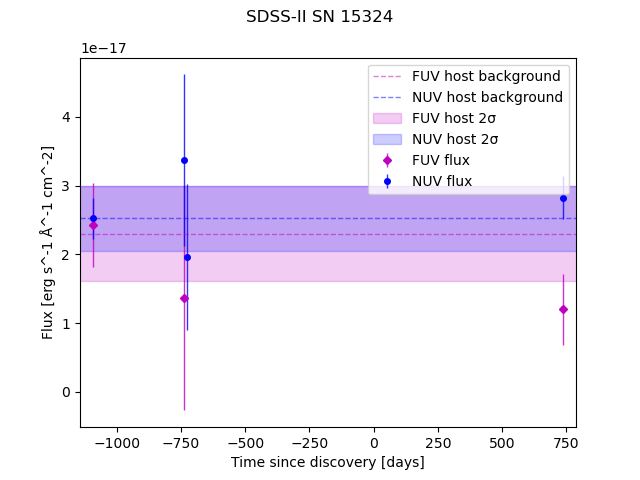 SDSS-II SN 15324
1e−17
FUV host background
NUV host background
FUV host 2σ
NUV host 2σ
FUV flux
NUV flux
Flux [erg s^-1 Å^-1 cm^-2]
4
3
2
1
0
−1000 −750 −500 −250 0 250 500 750
Time since discovery [days]